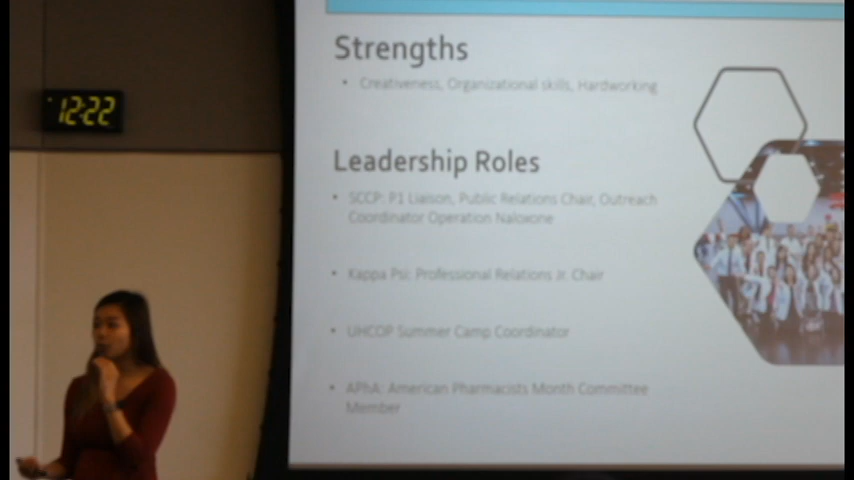 12:22
Strengths
• Creativeness, Organizational skills, Hardworking
Leadership Roles
• SCCP: P1 Liaison, Public Relations Chair, Outreach
Coordinator Operation Naloxone
• Kappa Psi: Professional Relations Jr. Chair
• UHCOP Summer Camp Coordinator
• APhA: American Pharmacists Month Committee
Member